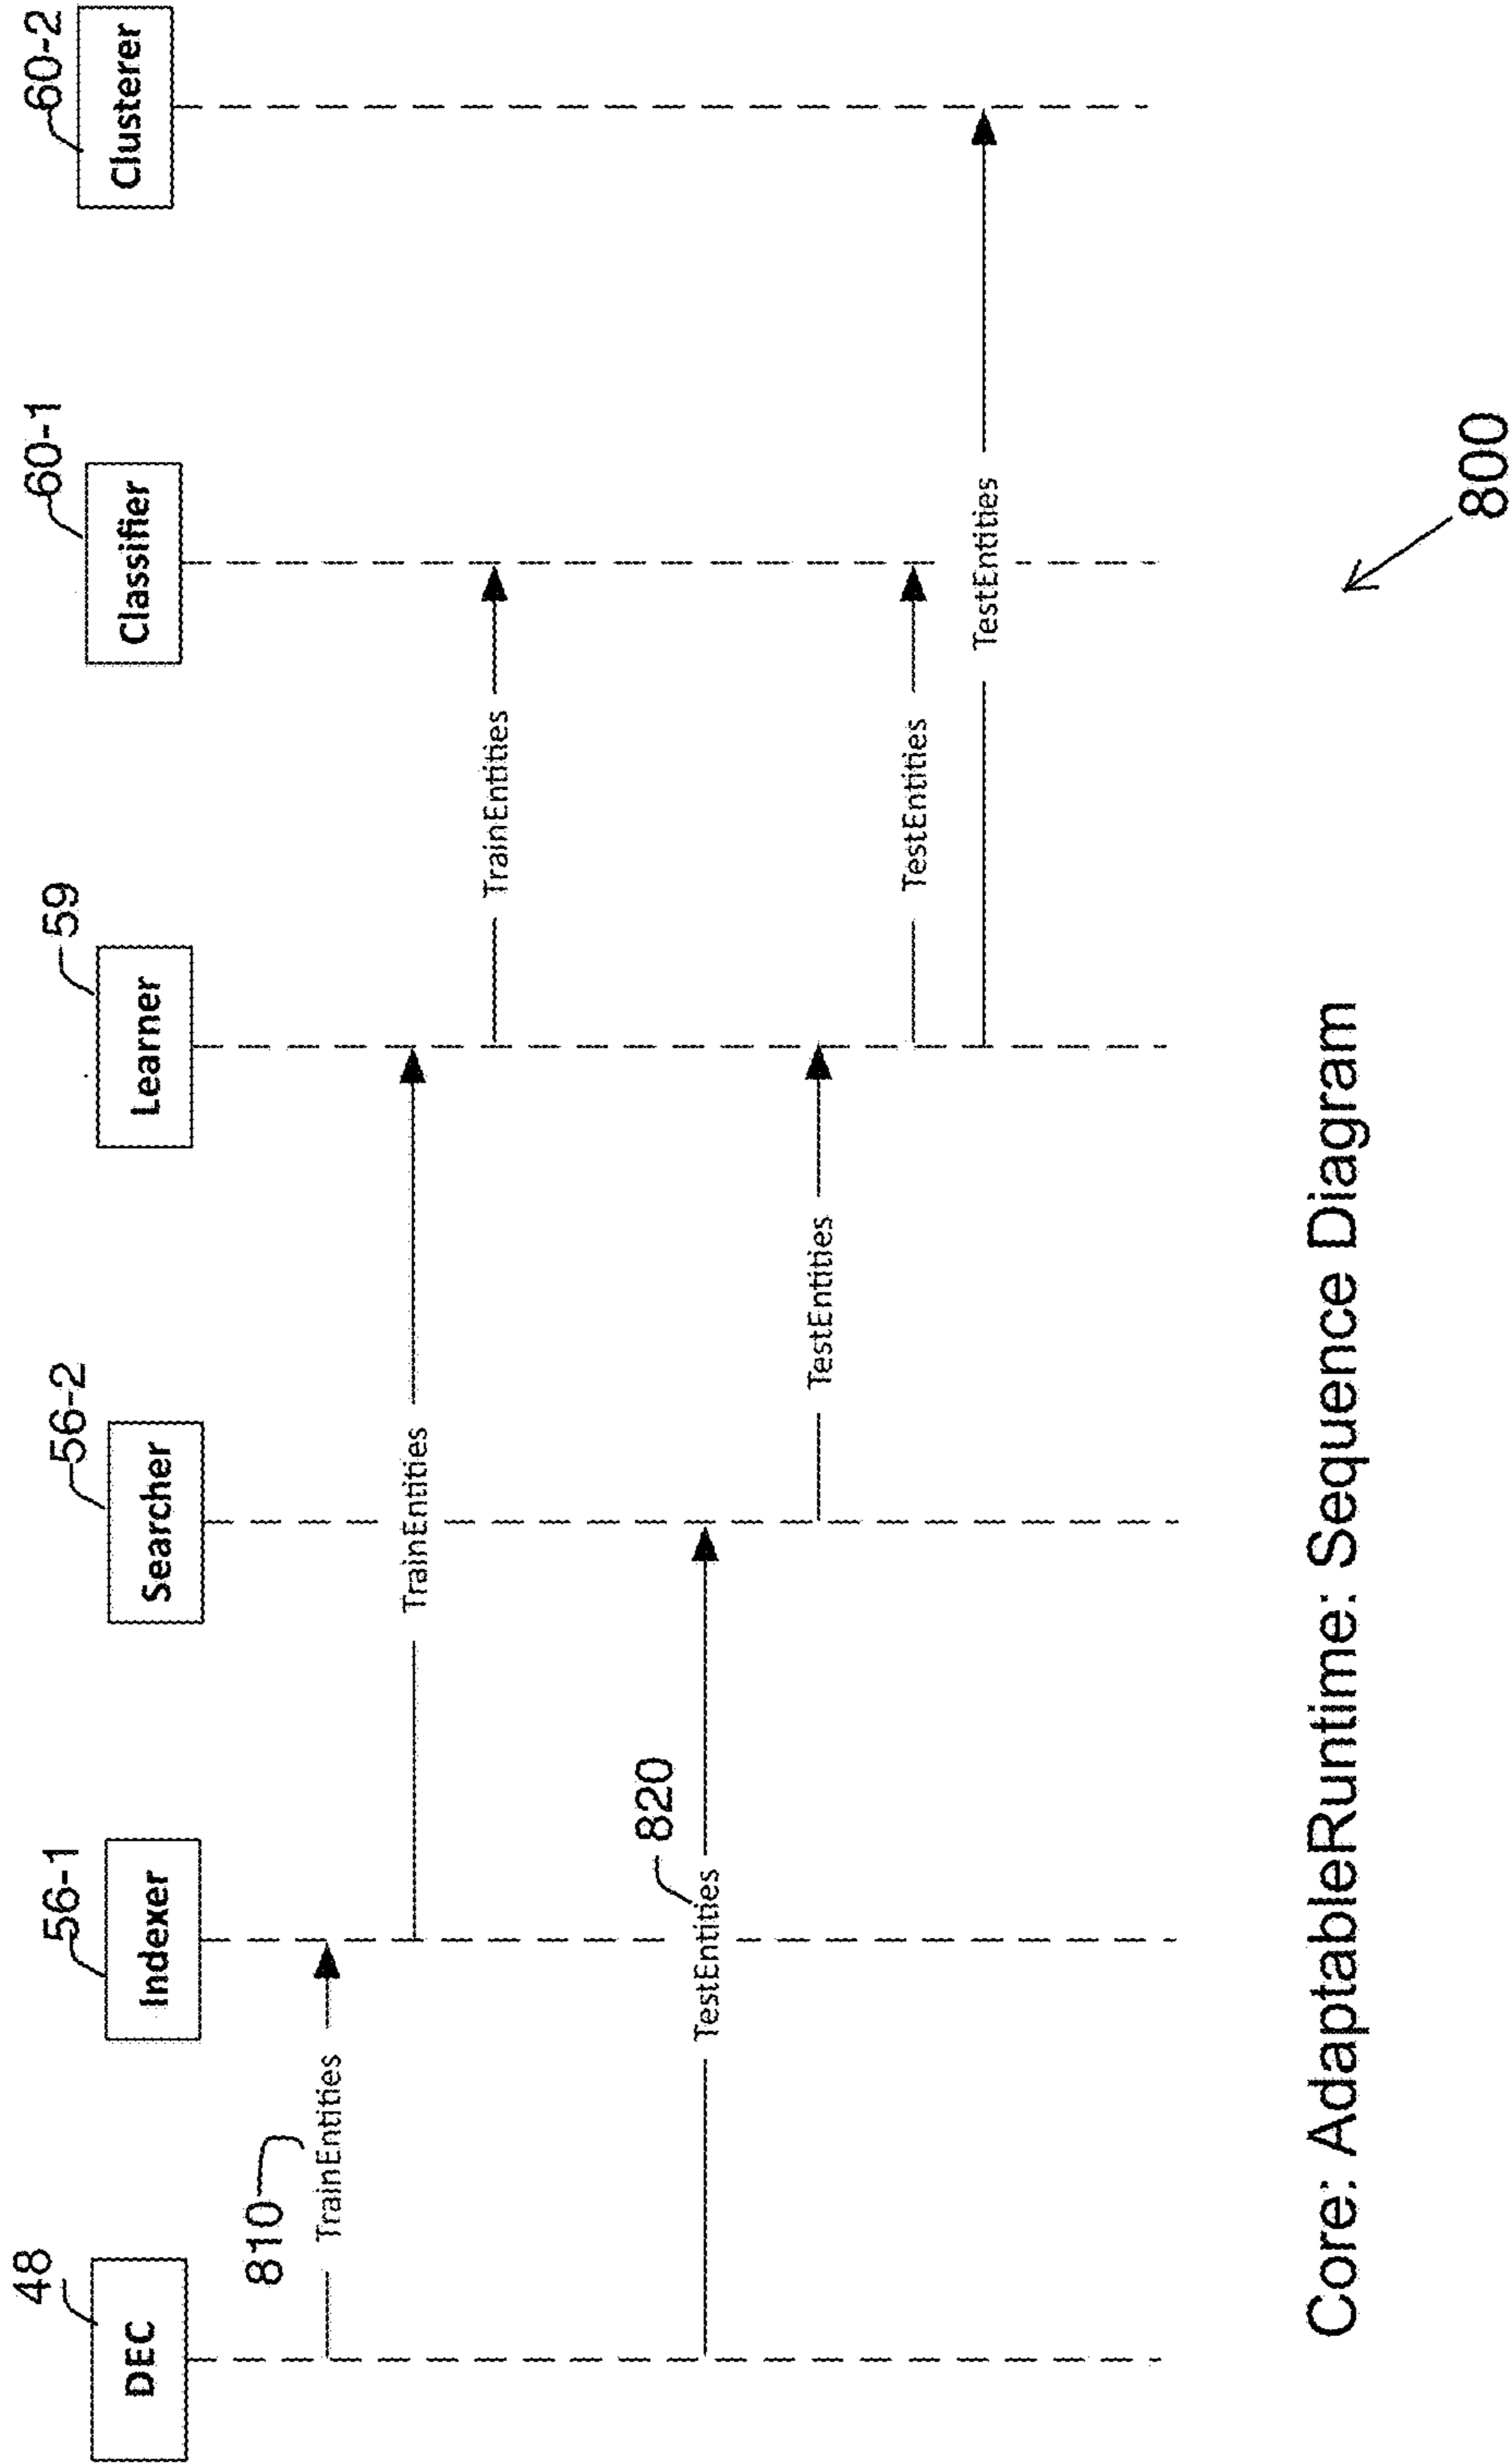 48
56-1
56-2
59
60-1
60-2
DEC
Indexer
Searcher
Learner
Classifier
Clusterer
810
TrainEntities
TrainEntities
TrainEntities
820
TestEntities
TestEntities
TestEntities
TestEntities
Core: AdaptableRuntime: Sequence Diagram
800